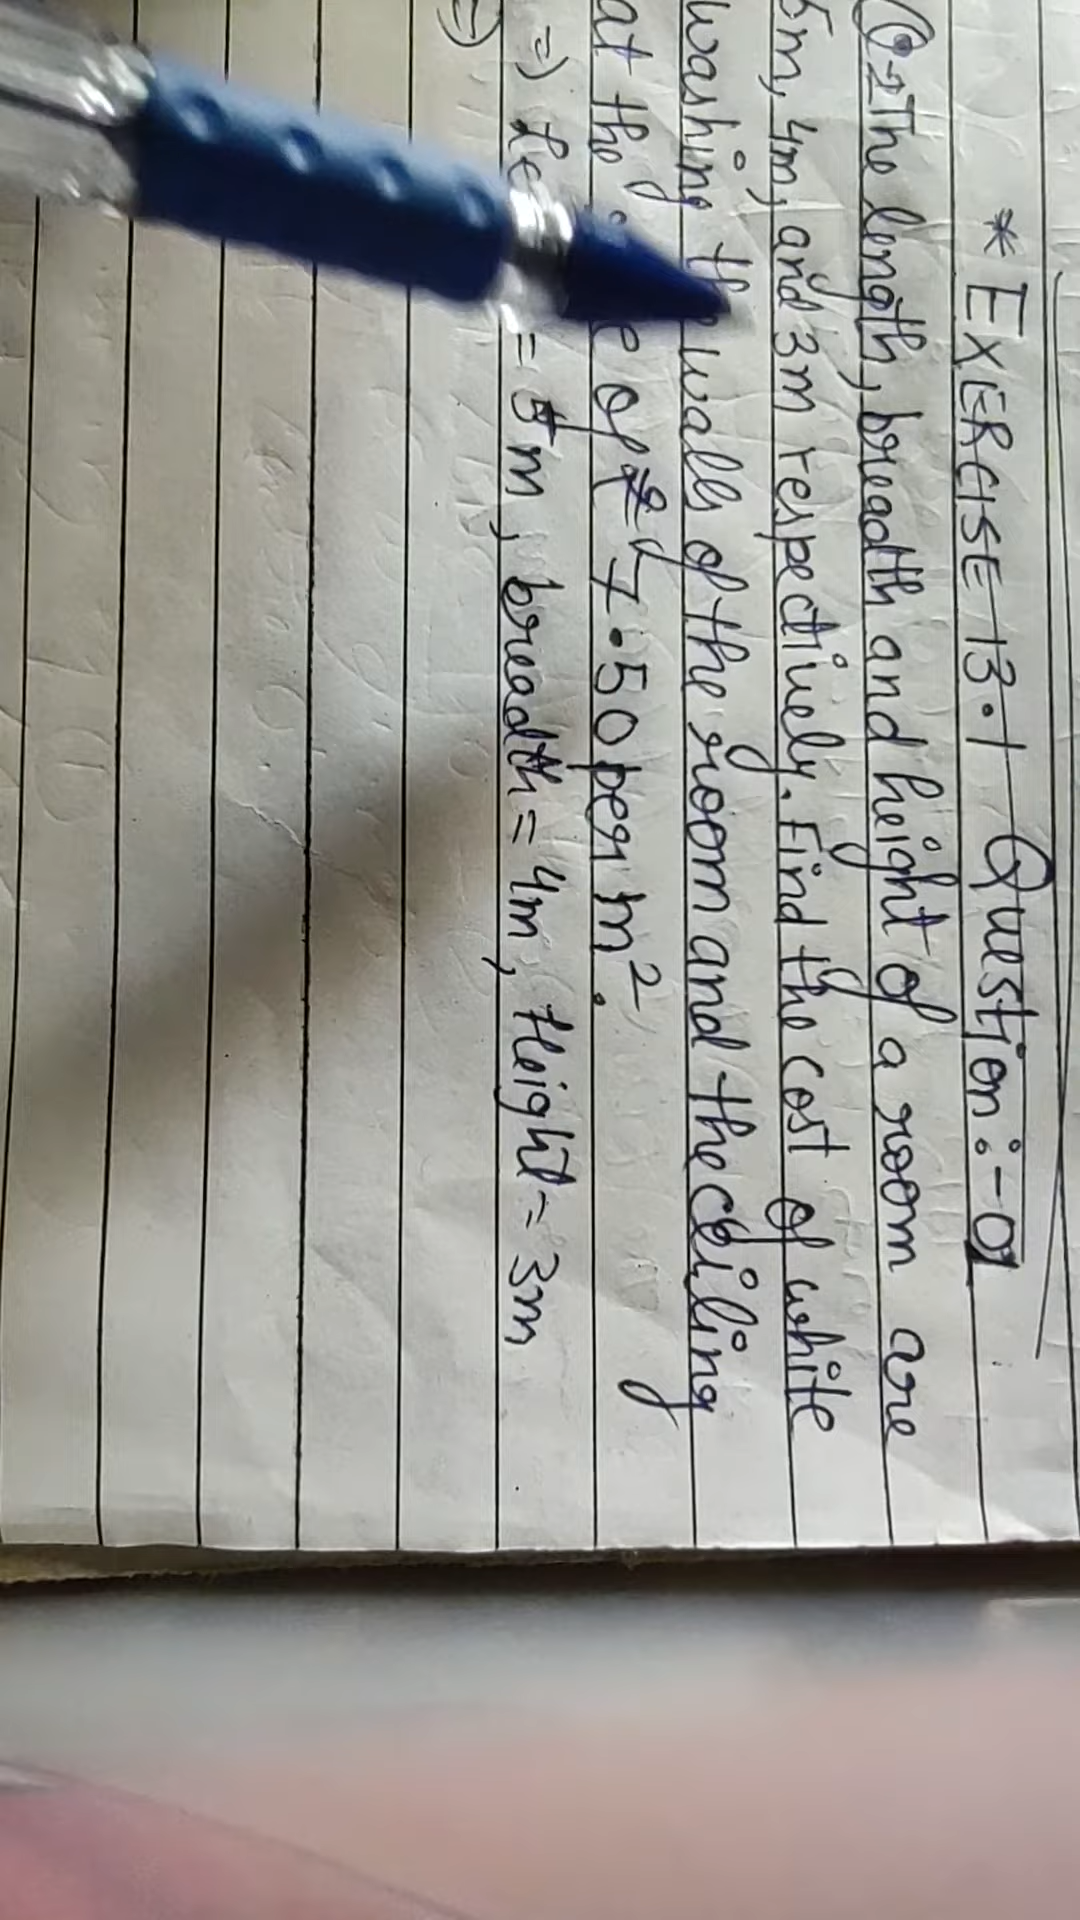 * EXERCISE 13.1 Question:-01
Q.2 The length, breadth and height of a room are
5m, 4m, and 3m respectively. Find the cost of white
washing the walls of the room and the ceiling
at the of ₹ 7.50 per m².
=) = 5m, breadth = 4m, Height = 3m
=)